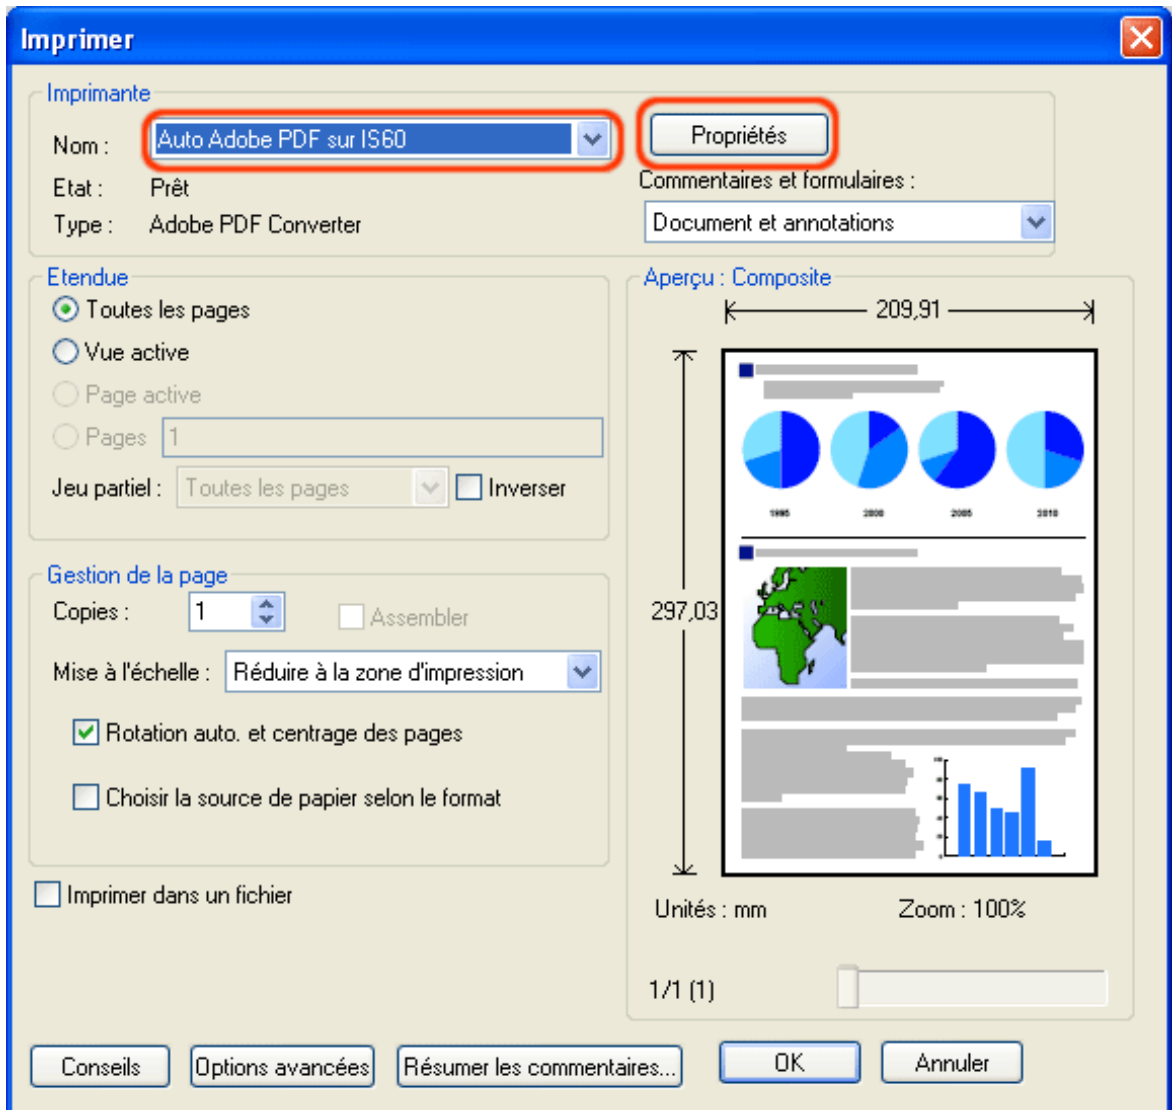 Imprimer
Imprimante
Nom :
Auto Adobe PDF sur IS60
Propriétés
Etat :
Prêt
Commentaires et formulaires :
Type :
Adobe PDF Converter
Document et annotations
Etendue
Toutes les pages
Vue active
Page active
Pages
1
Jeu partiel :
Toutes les pages
Inverser
Gestion de la page
Copies :
1
Assembler
Mise à l'échelle :
Réduire à la zone d'impression
Rotation auto. et centrage des pages
Choisir la source de papier selon le format
Imprimer dans un fichier
Aperçu : Composite
209,91
1995
2000
2005
2010
297,03
Unités : mm
Zoom : 100%
1/1 (1)
Conseils
Options avancées
Résumer les commentaires...
OK
Annuler